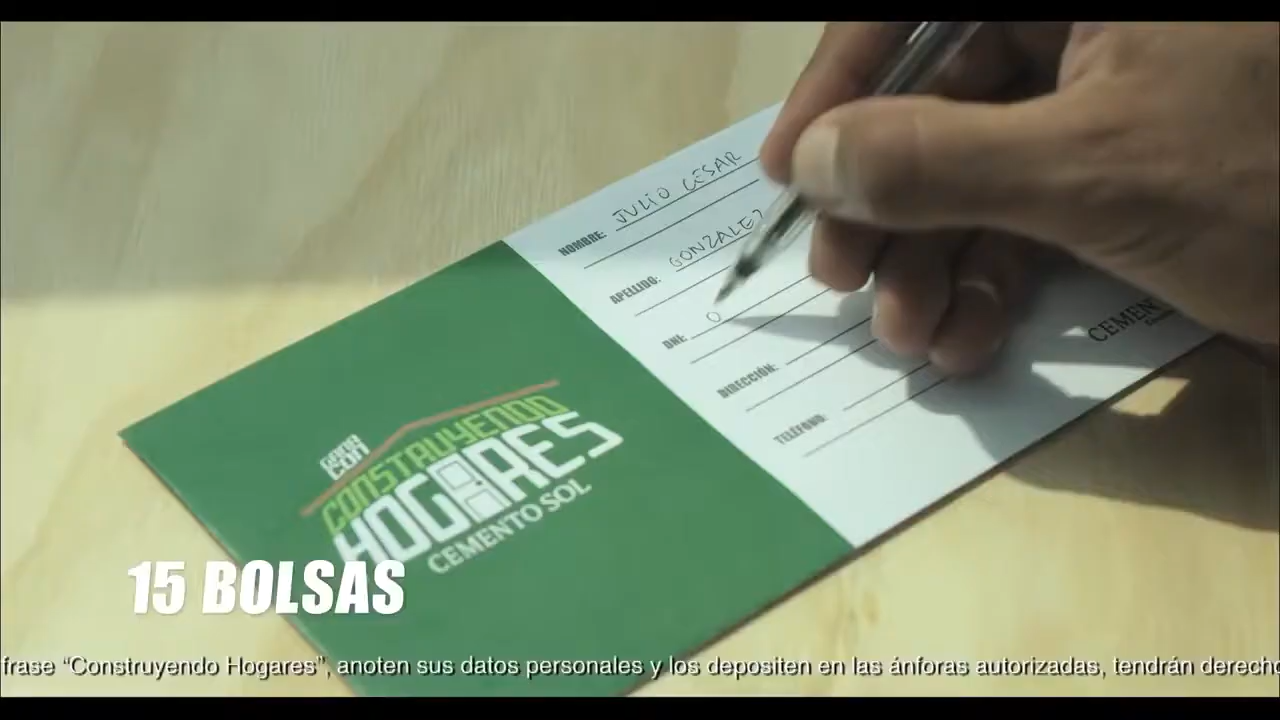 NOMBRE: JULIO CESAR
APELLIDO: GONZALEZ
DNI: 0
DIRECCIÓN:
TELÉFONO:
CEMENTO
GANA
CON
CONSTRUYENDO
HOGARES
CEMENTO SOL
15 BOLSAS
frase “Construyendo Hogares”, anoten sus datos personales y los depositen en las ánforas autorizadas, tendrán derecho